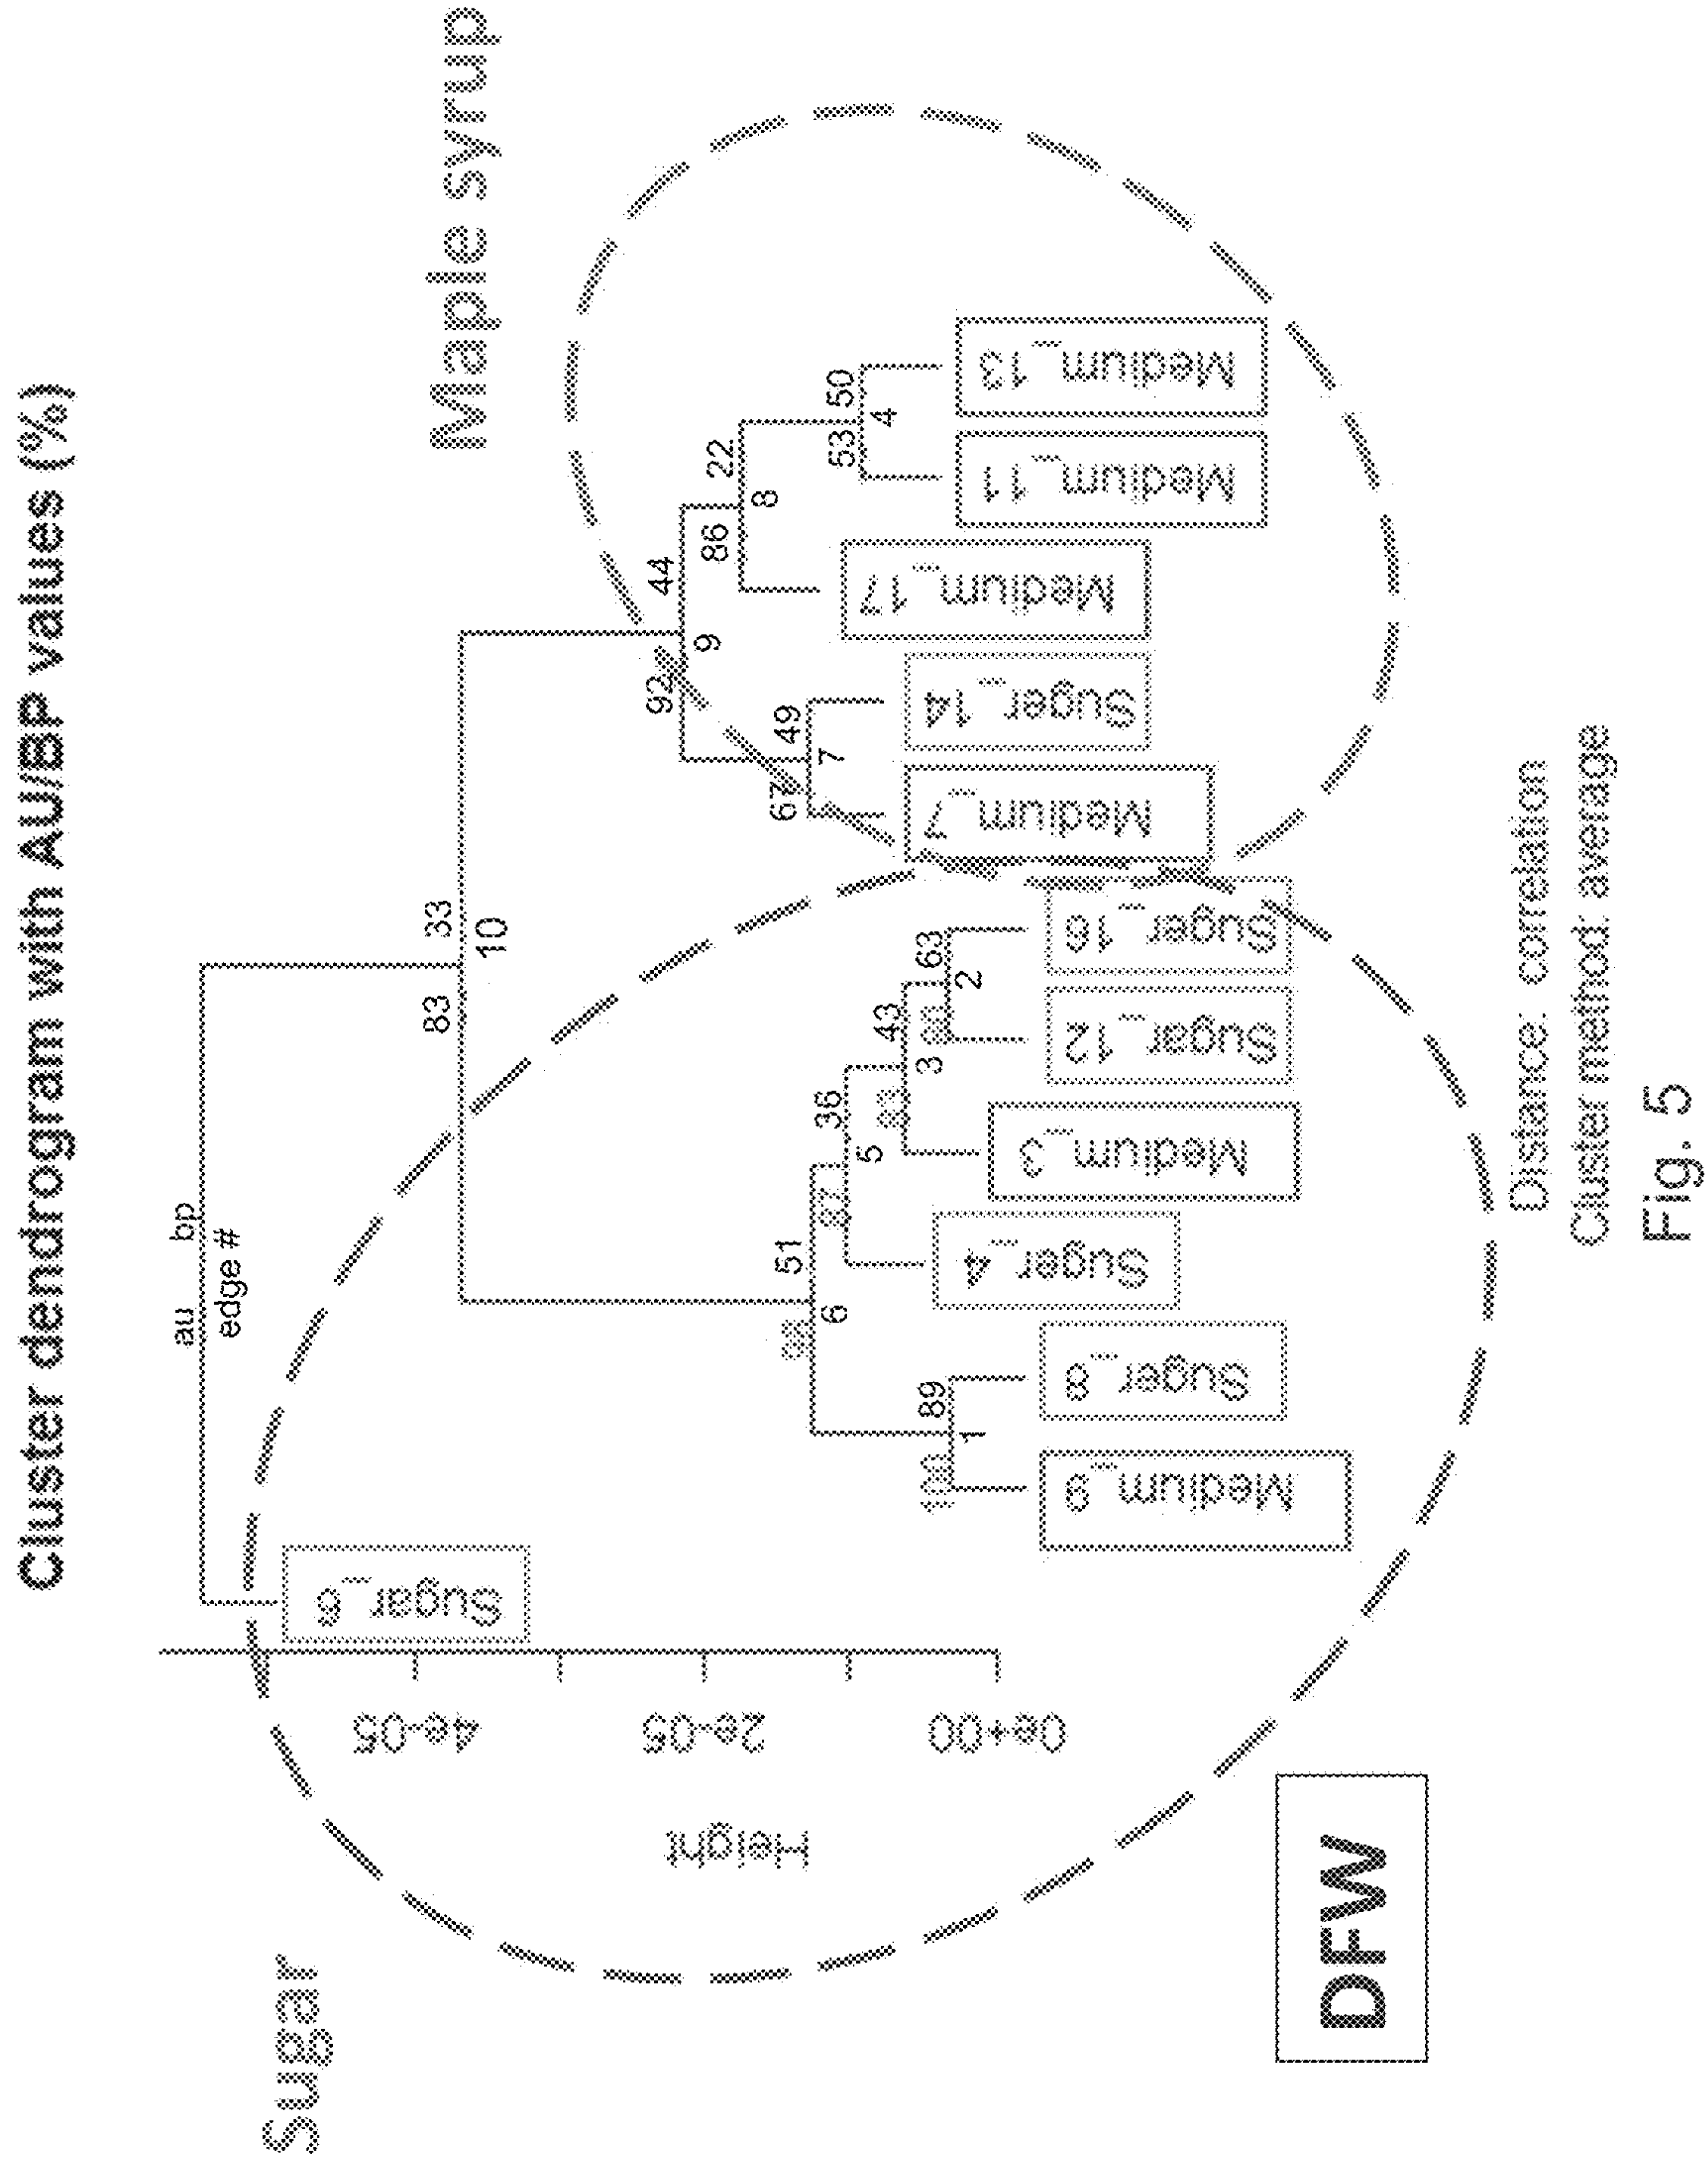 Cluster dendrogram with AU/BP values (%)
Sugar
Maple syrup
au bp
edge #
83 33
10
92 44
9
86 22
8
53 50
4
67 49
7
51
6
36
5
43
3
63
2
100 89
1
Height
4e-05
2e-05
0e+00
Sugar_6
Medium_9
Suger_8
Suger_4
Medium_3
Sugar_12
Suger_16
Medium_7
Suger_14
Medium_17
Medium_11
Medium_13
DFW
Distance: correlation
Cluster method: average
Fig. 5